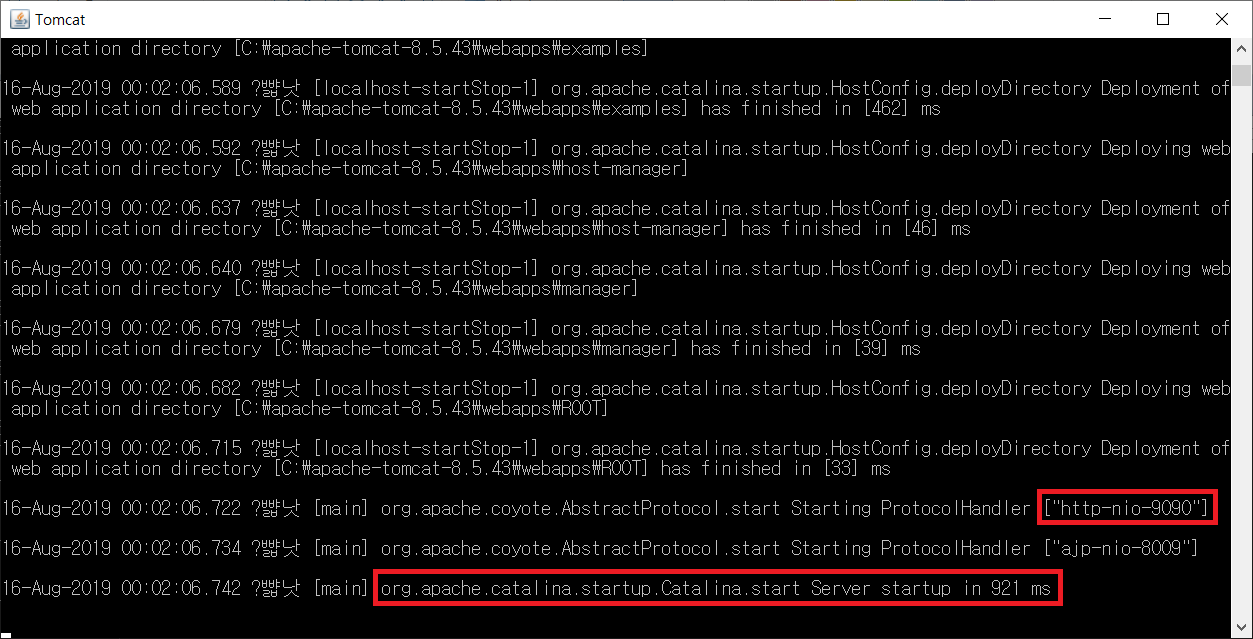 Tomcat
application directory [C:₩apache-tomcat-8.5.43₩webapps₩examples]
16-Aug-2019 00:02:06.589 ?뺣낫 [localhost-startStop-1] org.apache.catalina.startup.HostConfig.deployDirectory Deployment of
web application directory [C:₩apache-tomcat-8.5.43₩webapps₩examples] has finished in [462] ms
16-Aug-2019 00:02:06.592 ?뺣낫 [localhost-startStop-1] org.apache.catalina.startup.HostConfig.deployDirectory Deploying web
application directory [C:₩apache-tomcat-8.5.43₩webapps₩host-manager]
16-Aug-2019 00:02:06.637 ?뺣낫 [localhost-startStop-1] org.apache.catalina.startup.HostConfig.deployDirectory Deployment of
web application directory [C:₩apache-tomcat-8.5.43₩webapps₩host-manager] has finished in [46] ms
16-Aug-2019 00:02:06.640 ?뺣낫 [localhost-startStop-1] org.apache.catalina.startup.HostConfig.deployDirectory Deploying web
application directory [C:₩apache-tomcat-8.5.43₩webapps₩manager]
16-Aug-2019 00:02:06.679 ?뺣낫 [localhost-startStop-1] org.apache.catalina.startup.HostConfig.deployDirectory Deployment of
web application directory [C:₩apache-tomcat-8.5.43₩webapps₩manager] has finished in [39] ms
16-Aug-2019 00:02:06.682 ?뺣낫 [localhost-startStop-1] org.apache.catalina.startup.HostConfig.deployDirectory Deploying web
application directory [C:₩apache-tomcat-8.5.43₩webapps₩ROOT]
16-Aug-2019 00:02:06.715 ?뺣낫 [localhost-startStop-1] org.apache.catalina.startup.HostConfig.deployDirectory Deployment of
web application directory [C:₩apache-tomcat-8.5.43₩webapps₩ROOT] has finished in [33] ms
16-Aug-2019 00:02:06.722 ?뺣낫 [main] org.apache.coyote.AbstractProtocol.start Starting ProtocolHandler ["http-nio-9090"]
16-Aug-2019 00:02:06.734 ?뺣낫 [main] org.apache.coyote.AbstractProtocol.start Starting ProtocolHandler ["ajp-nio-8009"]
16-Aug-2019 00:02:06.742 ?뺣낫 [main] org.apache.catalina.startup.Catalina.start Server startup in 921 ms